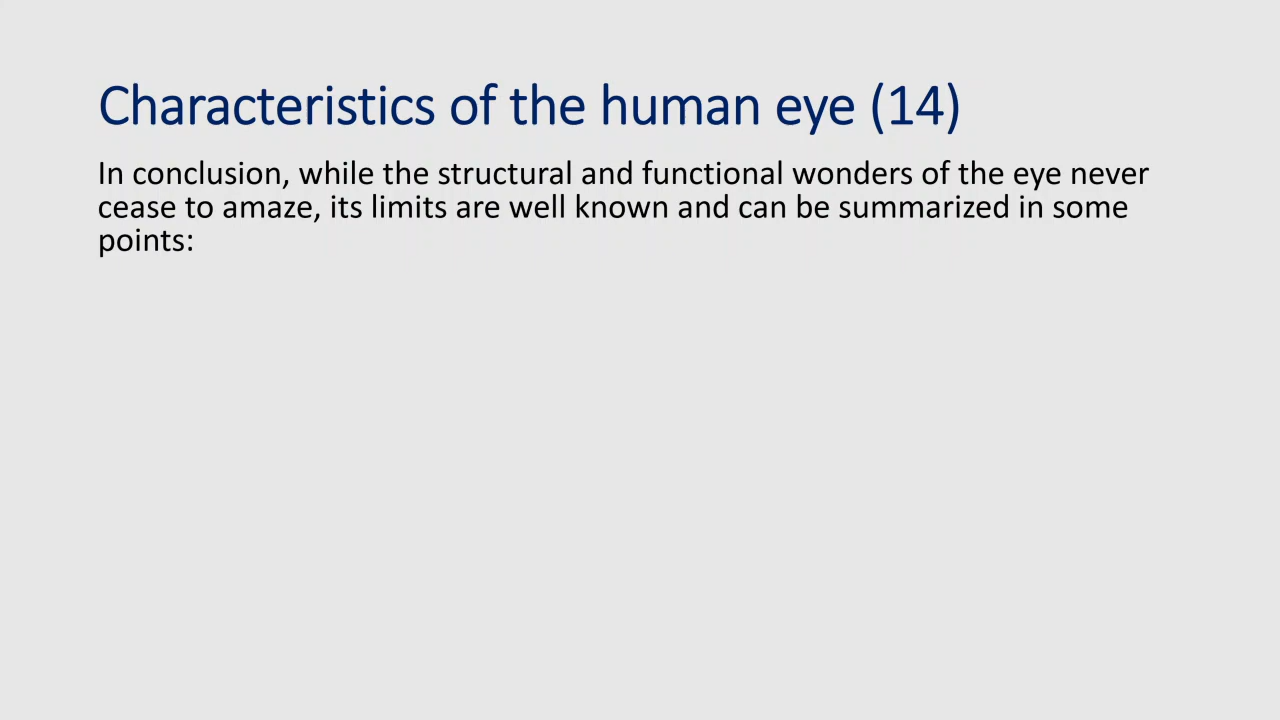 Characteristics of the human eye (14)
In conclusion, while the structural and functional wonders of the eye never
cease to amaze, its limits are well known and can be summarized in some
points: